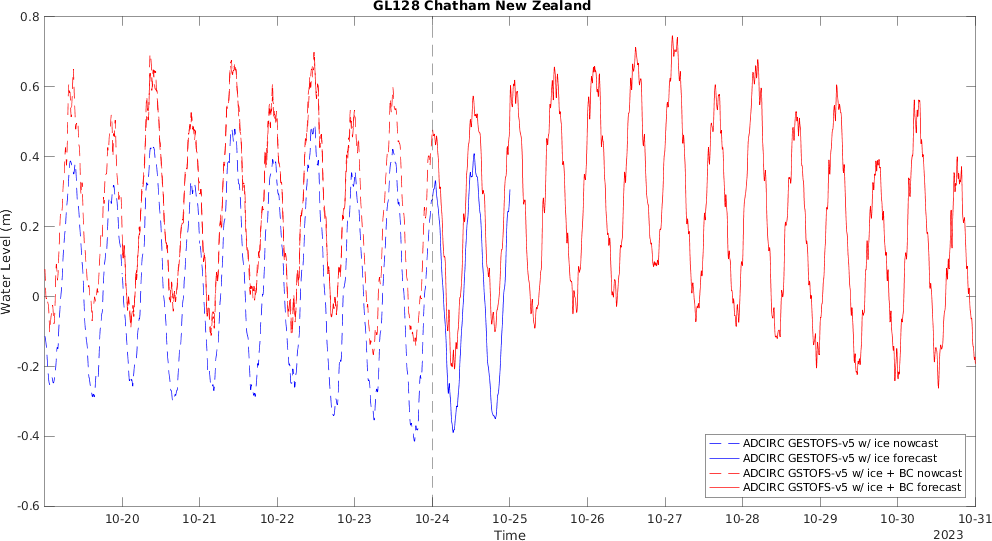 GL128 Chatham New Zealand
0.8
0.6
0.4
0.2
0
-0.2
-0.4
-0.6
Water Level (m)
ADCIRC GESTOFS-v5 w/ ice nowcast
ADCIRC GESTOFS-v5 w/ ice forecast
ADCIRC GSTOFS-v5 w/ ice + BC nowcast
ADCIRC GSTOFS-v5 w/ ice + BC forecast
10-20 10-21 10-22 10-23 10-24 10-25 10-26 10-27 10-28 10-29 10-30 10-31
Time
2023